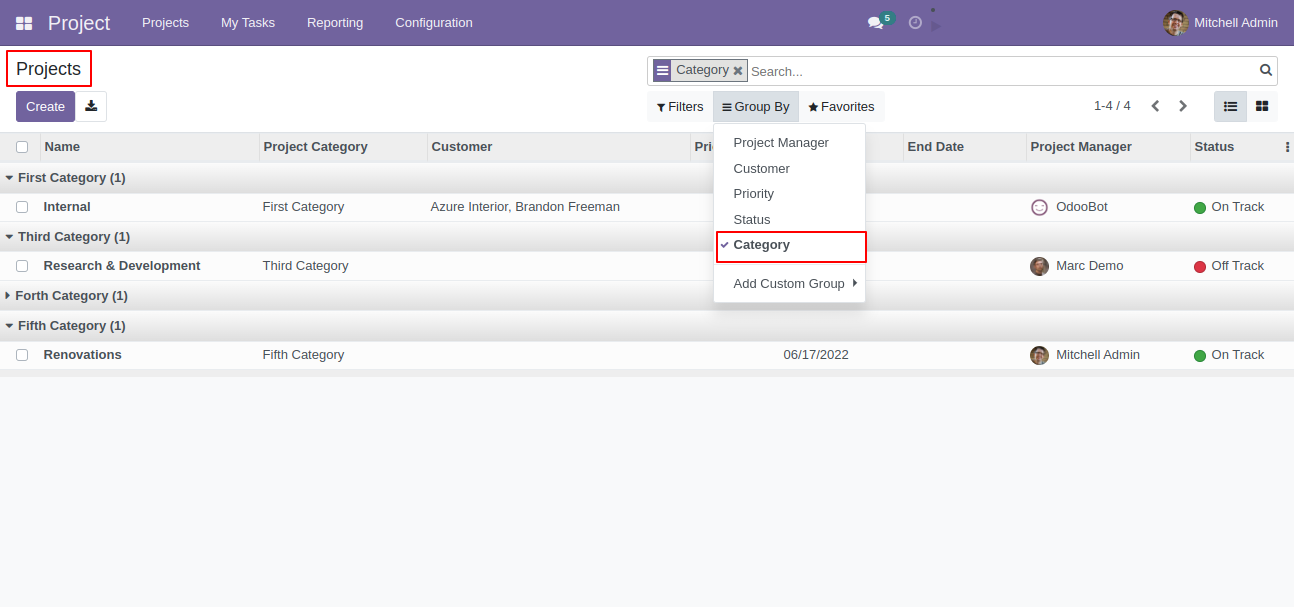 Project Projects My Tasks Reporting Configuration 5 Mitchell Admin
Projects
Category Search...
Create
Filters Group By Favorites 1-4 / 4
Name Project Category Customer End Date Project Manager Status
Project Manager
Customer
Priority
Status
Category
Add Custom Group
First Category (1)
Internal First Category Azure Interior, Brandon Freeman OdooBot On Track
Third Category (1)
Research & Development Third Category Marc Demo Off Track
Forth Category (1)
Fifth Category (1)
Renovations Fifth Category 06/17/2022 Mitchell Admin On Track